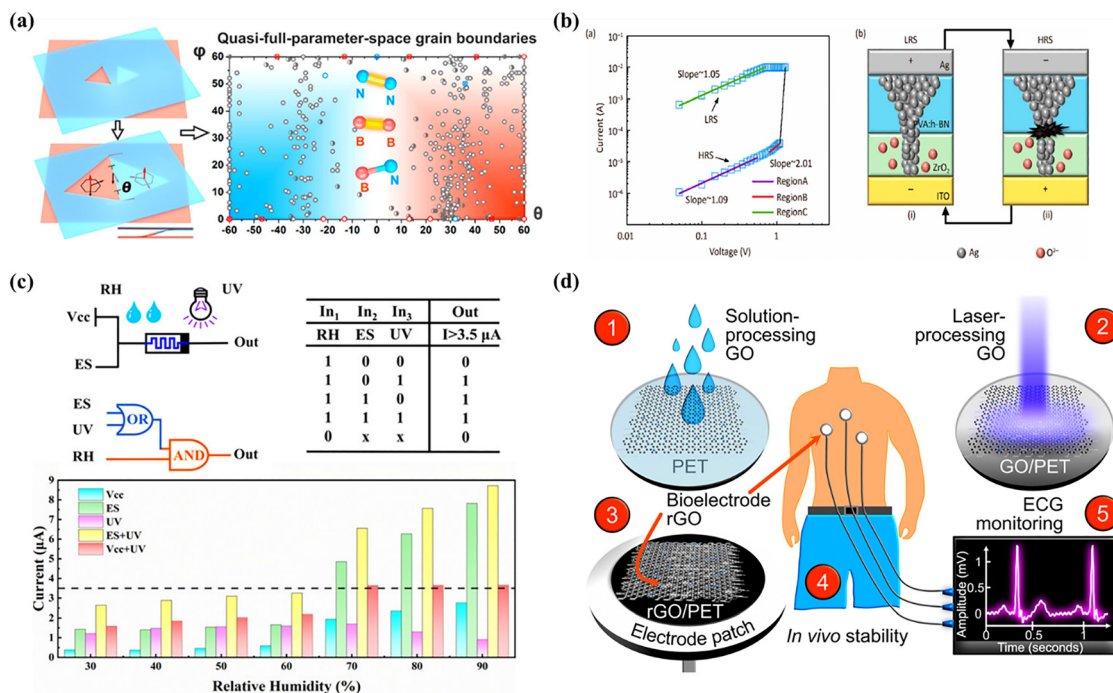 (a)
Quasi-full-parameter-space grain boundaries
φ
60
50
40
30
20
10
0
-60 -50 -40 -30 -20 -10 0 10 20 30 40 50 60
θ
N
N
B
B
B
N
θ
(b)
(a)
Current (A)
10⁻¹
10⁻²
10⁻³
10⁻⁴
10⁻⁵
10⁻⁶
Slope~1.05
LRS
HRS
Slope~2.01
Slope~1.09
RegionA
RegionB
RegionC
0.01 0.1 1 10
Voltage (V)
(b)
LRS
HRS
+
Ag
−
PVA:h-BN
ZrO₂
−
ITO
+
(i)
(ii)
Ag
O²⁻
(c)
RH
UV
Vcc
ES
Out
ES
UV
RH
OR
AND
Out
In₁ In₂ In₃ Out
RH ES UV I>3.5 μA
1 0 0 0
1 0 1 1
1 1 0 1
1 1 1 1
0 x x 0
Current (μA)
9
8
7
6
5
4
3
2
1
0
Vcc
ES
UV
ES+UV
Vcc+UV
30 40 50 60 70 80 90
Relative Humidity (%)
(d)
1
Solution-
processing
GO
PET
Laser-
processing
GO
2
GO/PET
3
Bioelectrode
rGO
rGO/PET
Electrode patch
4
In vivo stability
ECG
monitoring
5
Amplitude (mV)
1
0.5
0
0 0.5 1
Time (seconds)